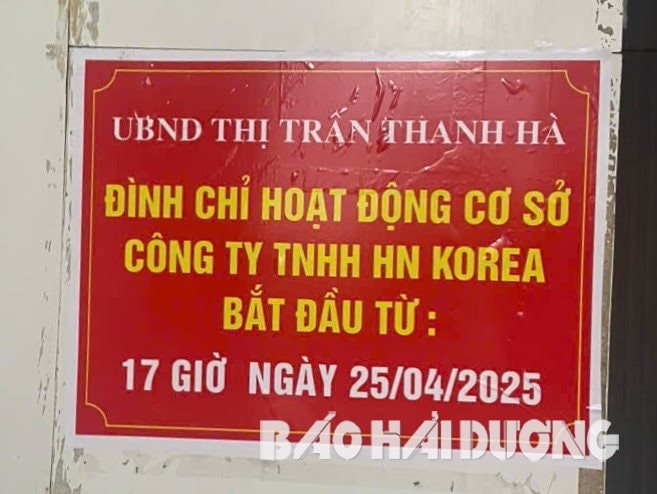 UBND THỊ TRẤN THANH HÀ
ĐÌNH CHỈ HOẠT ĐỘNG CƠ SỞ
CÔNG TY TNHH HN KOREA
BẮT ĐẦU TỪ :
17 GIỜ NGÀY 25/04/2025
BÁO HẢI DƯƠNG